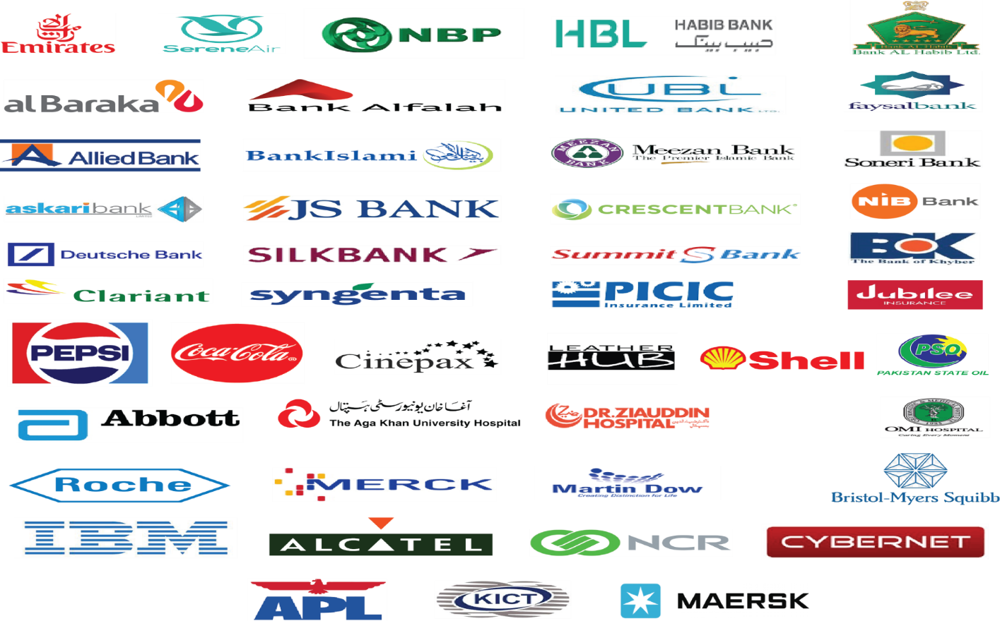 Emirates
SereneAir
NBP
HBL
HABIB BANK
حبیب بینک
Bank AL Habib Ltd.
al Baraka
Bank Alfalah
UBL
UNITED BANK LTD.
faysalbank
Allied Bank
BankIslami
MEEZAN BANK
Meezan Bank
The Premier Islamic Bank
Soneri Bank
askaribank
LIMITED
JS BANK
CRESCENTBANK
NIB Bank
Deutsche Bank
SILKBANK
Summit S Bank
BOK
The Bank of Khyber
Clariant
syngenta
PICIC
Insurance Limited
Jubilee
INSURANCE
PEPSI
Coca-Cola
Cinepax
LEATHER
HUB
Shell
PSO
PAKISTAN STATE OIL
Abbott
آغا خان یونیورسٹی ہسپتال
The Aga Khan University Hospital
DR.ZIAUDDIN
HOSPITAL
OMI HOSPITAL
Caring Every Moment
Roche
MERCK
Martin Dow
Creating Distinction for Life
Bristol-Myers Squibb
IBM
ALCATEL
NCR
CYBERNET
APL
KICT
MAERSK